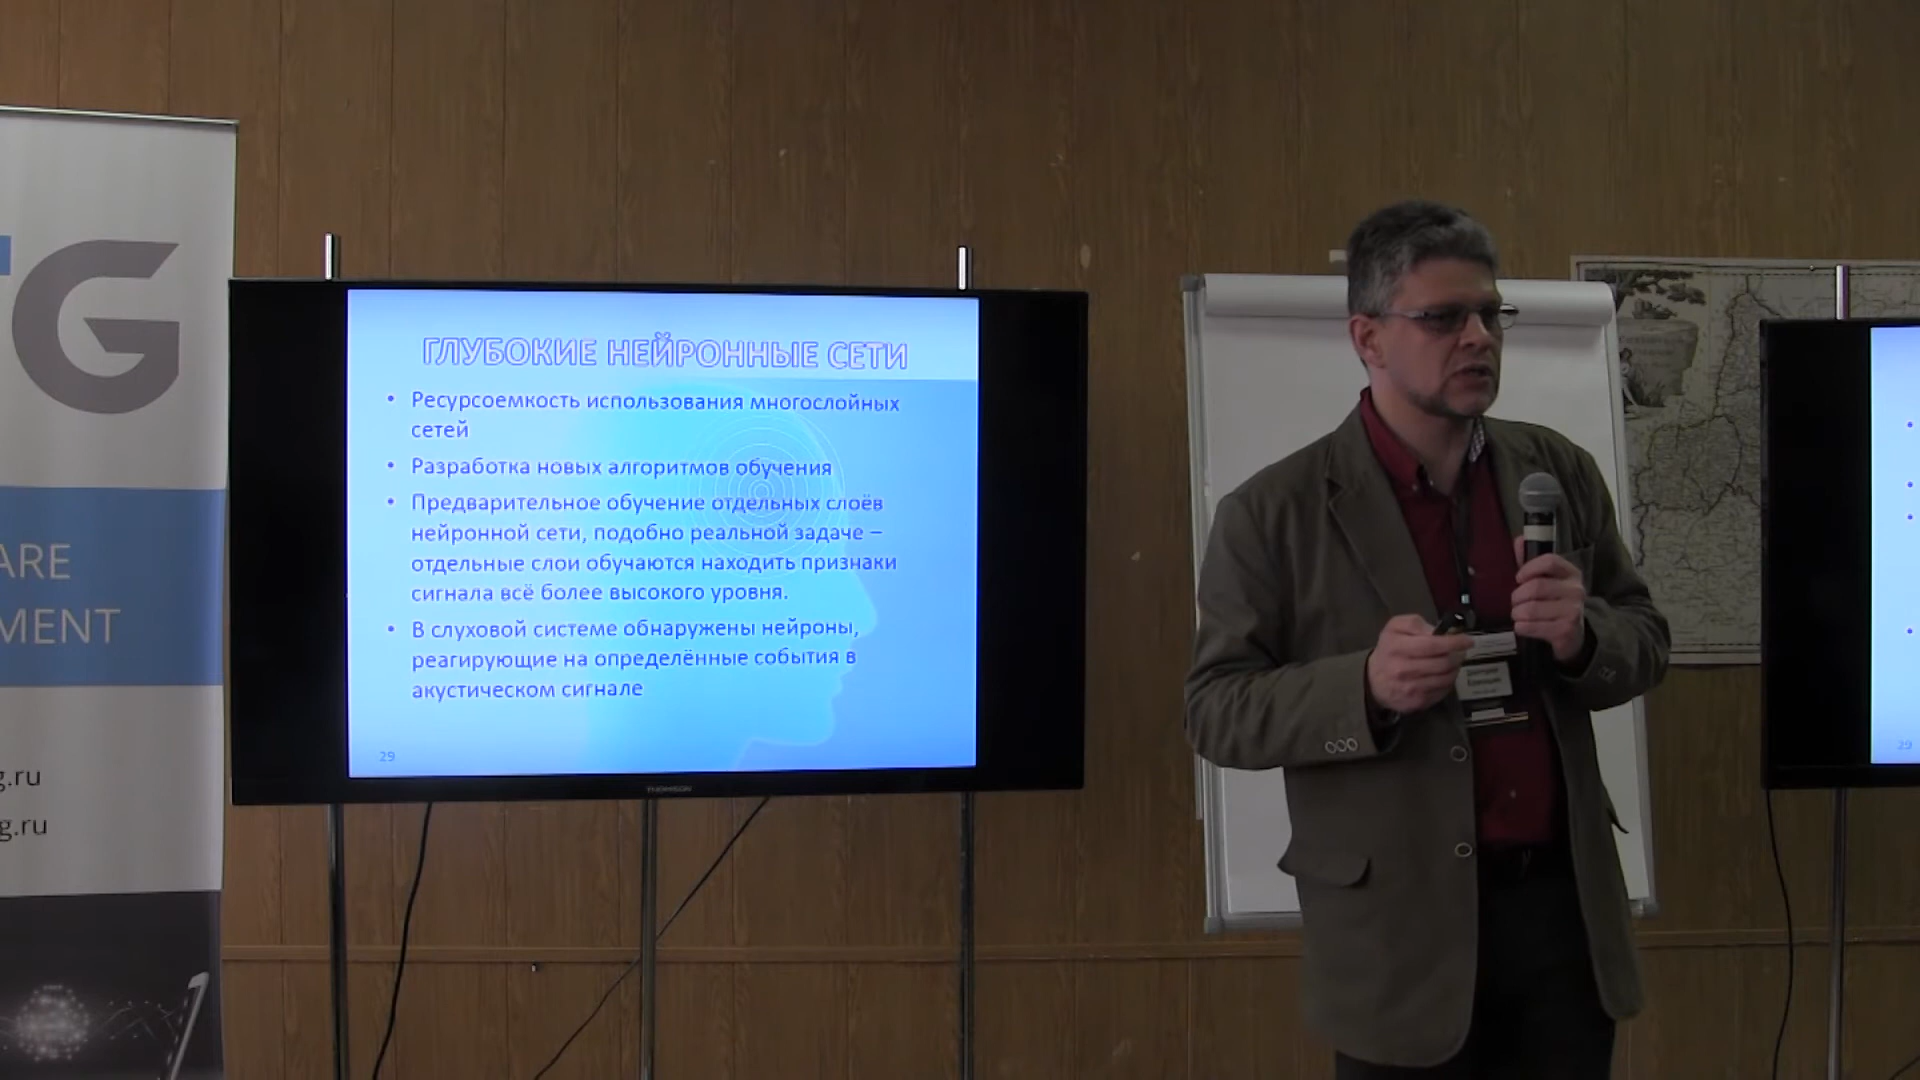 G
ARE
MENT
g.ru
g.ru
ГЛУБОКИЕ НЕЙРОННЫЕ СЕТИ
• Ресурсоемкость использования многослойных
сетей
• Разработка новых алгоритмов обучения
• Предварительное обучение отдельных слоёв
нейронной сети, подобно реальной задаче –
отдельные слои обучаются находить признаки
сигнала всё более высокого уровня.
• В слуховой системе обнаружены нейроны,
реагирующие на определённые события в
акустическом сигнале
29
THOMSON
Дмитрий
29